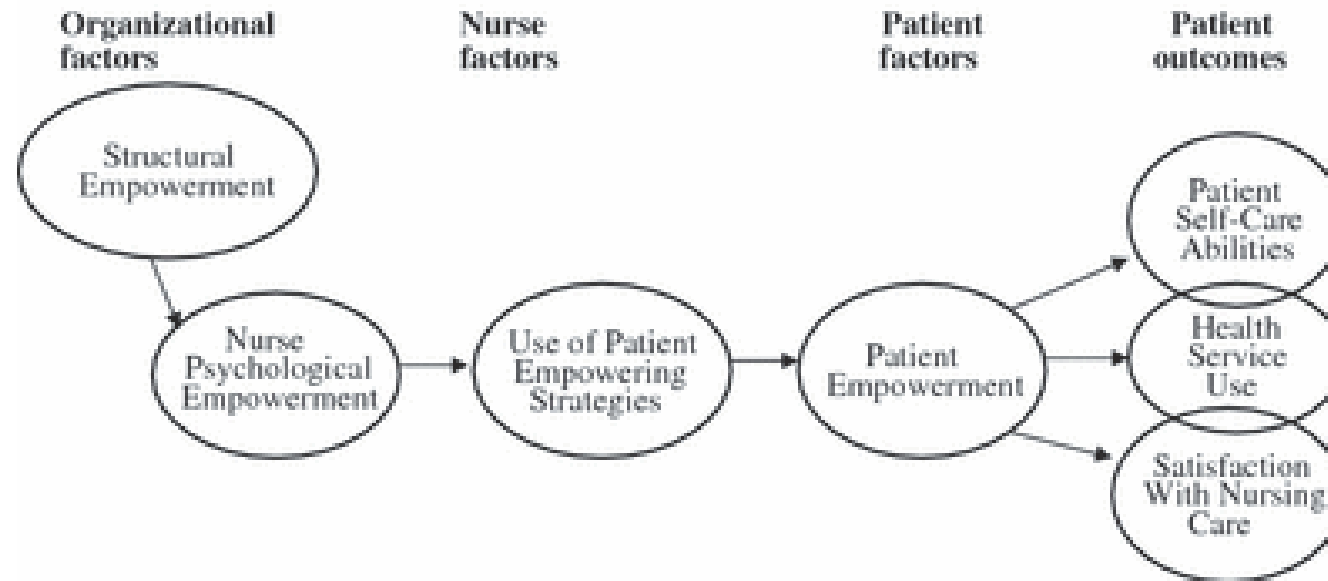 Organizational
factors
Nurse
factors
Patient
factors
Patient
outcomes
Structural
Empowerment
Nurse
Psychological
Empowerment
Use of Patient
Empowering
Strategies
Patient
Empowerment
Patient
Self-Care
Abilities
Health
Service
Use
Satisfaction
With Nursing
Care